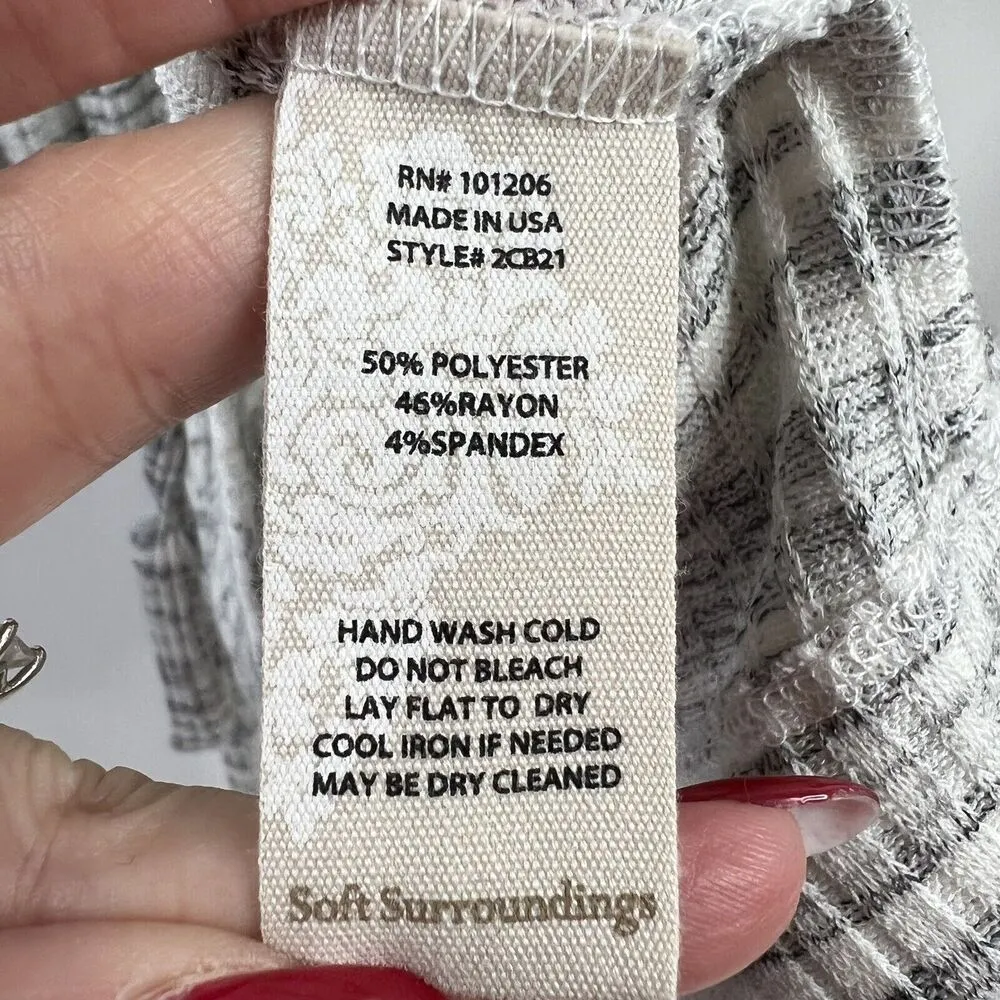 RN# 101206
MADE IN USA
STYLE# 2CB21
50% POLYESTER
46%RAYON
4%SPANDEX
HAND WASH COLD
DO NOT BLEACH
LAY FLAT TO DRY
COOL IRON IF NEEDED
MAY BE DRY CLEANED
Soft Surroundings